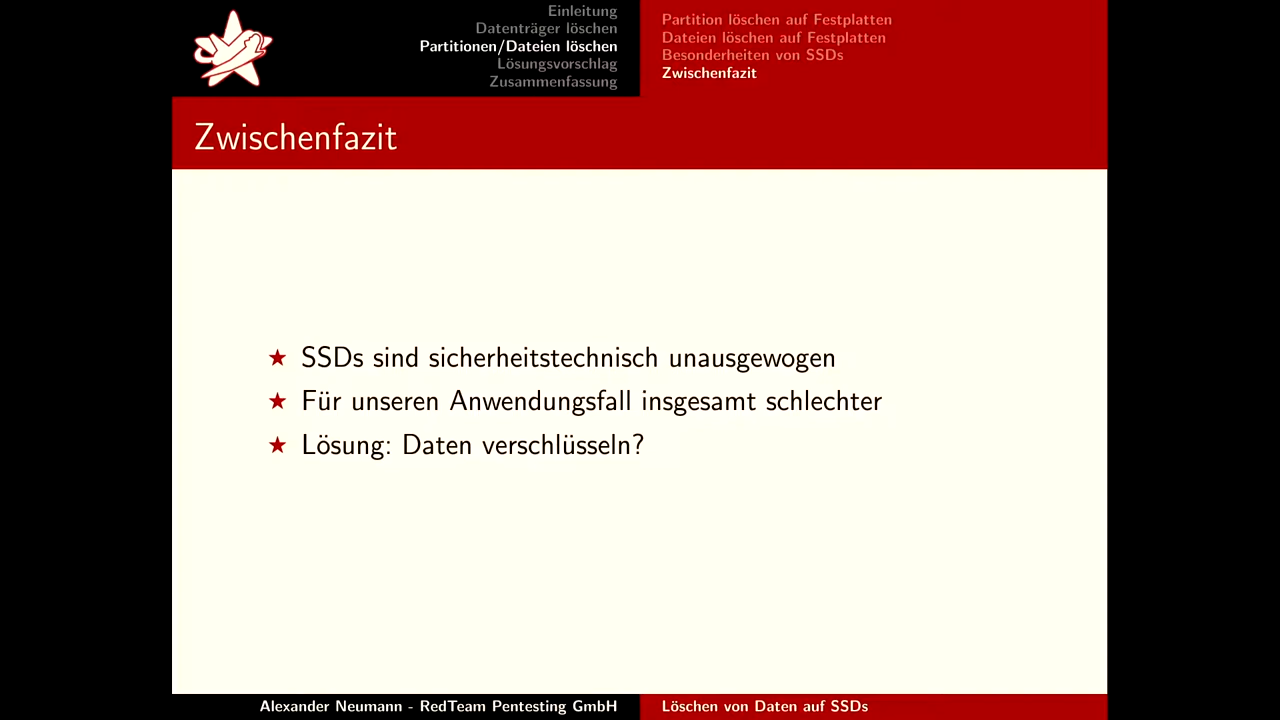 Einleitung
Datenträger löschen
Partitionen/Dateien löschen
Lösungsvorschlag
Zusammenfassung
Partition löschen auf Festplatten
Dateien löschen auf Festplatten
Besonderheiten von SSDs
Zwischenfazit
Zwischenfazit
SSDs sind sicherheitstechnisch unausgewogen
Für unseren Anwendungsfall insgesamt schlechter
Lösung: Daten verschlüsseln?
Alexander Neumann - RedTeam Pentesting GmbH
Löschen von Daten auf SSDs